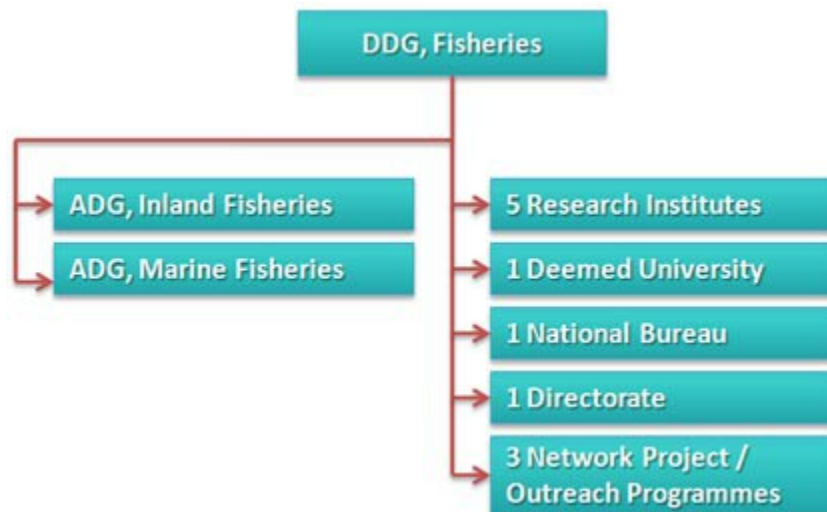 DDG, Fisheries
ADG, Inland Fisheries
ADG, Marine Fisheries
5 Research Institutes
1 Deemed University
1 National Bureau
1 Directorate
3 Network Project /
Outreach Programmes